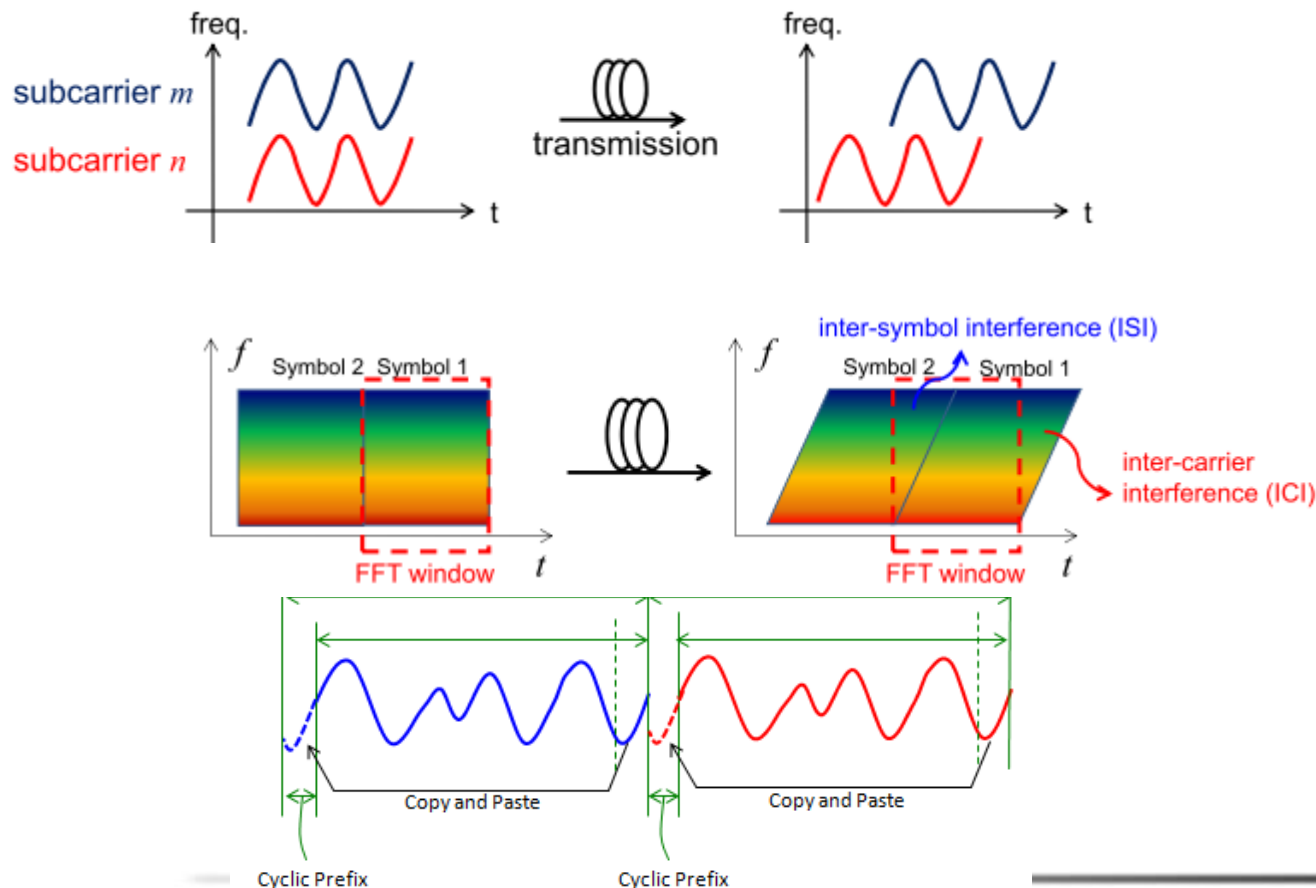 freq.
subcarrier m
subcarrier n
t
transmission
freq.
t
f
Symbol 2 Symbol 1
FFT window
t
inter-symbol interference (ISI)
f
Symbol 2 Symbol 1
inter-carrier
interference (ICI)
FFT window
t
Copy and Paste
Copy and Paste
Cyclic Prefix
Cyclic Prefix